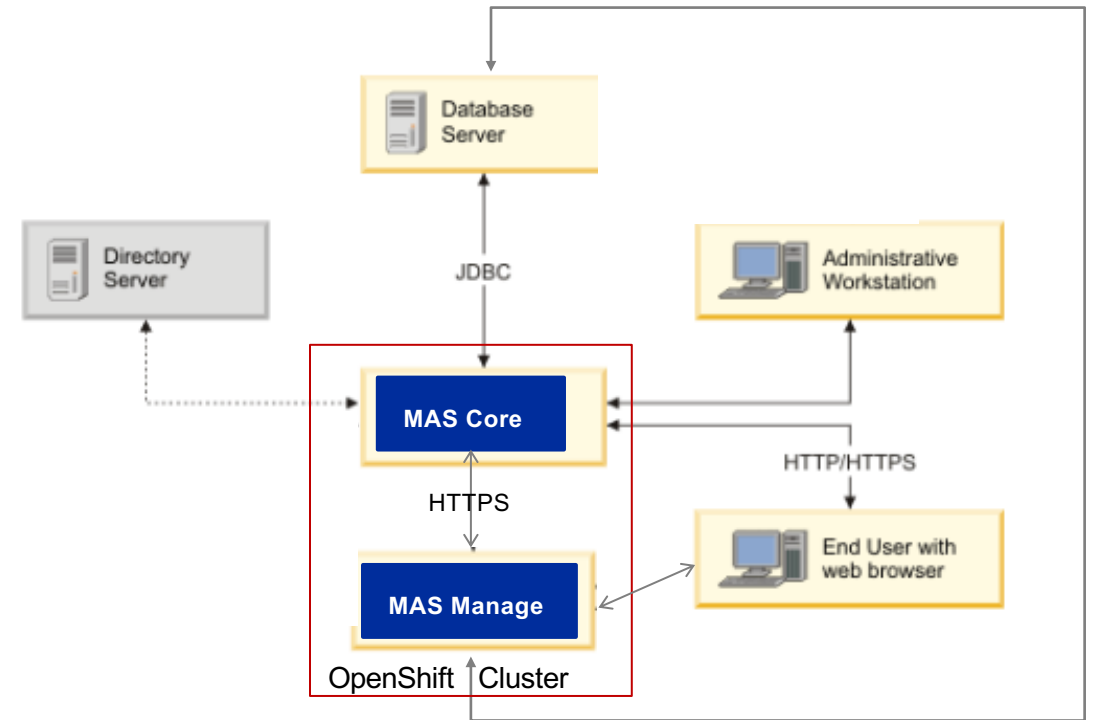 Database
Server
Directory
Server
JDBC
Administrative
Workstation
MAS Core
HTTP/HTTPS
HTTPS
End User with
web browser
MAS Manage
OpenShift Cluster